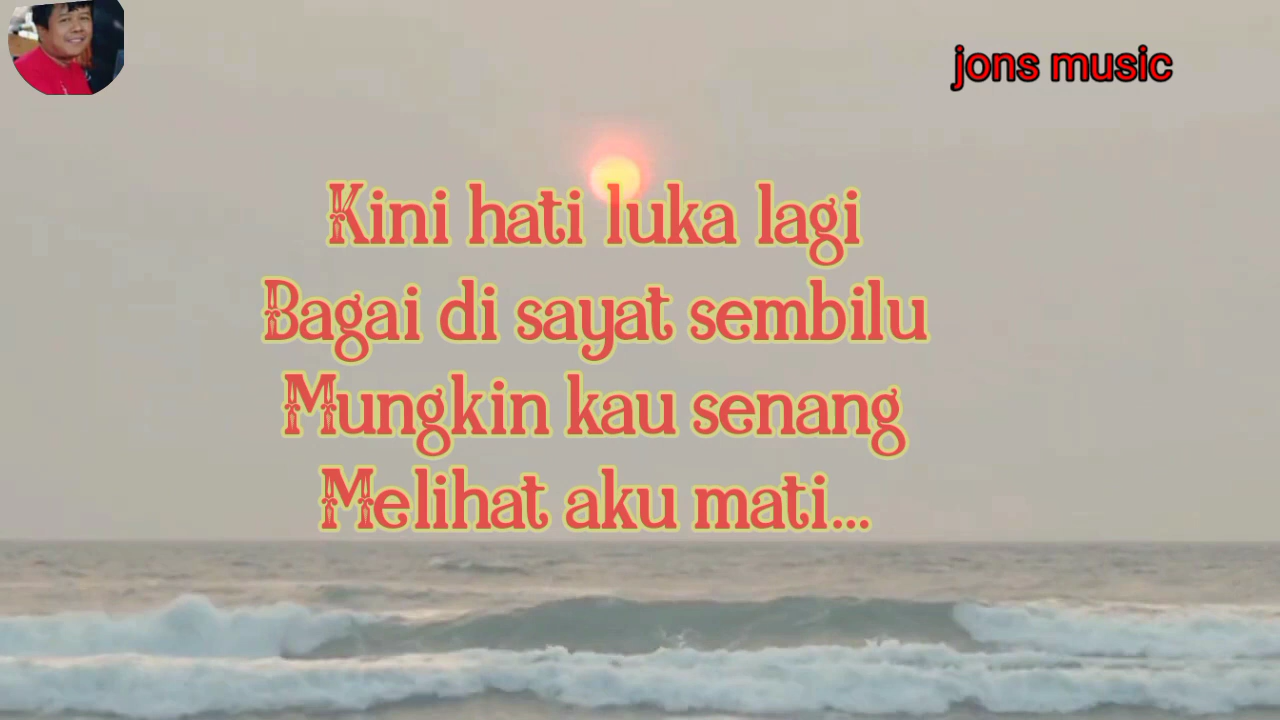 jons music
Kini hati luka lagi
Bagai di sayat sembilu
Mungkin kau senang
Melihat aku mati...